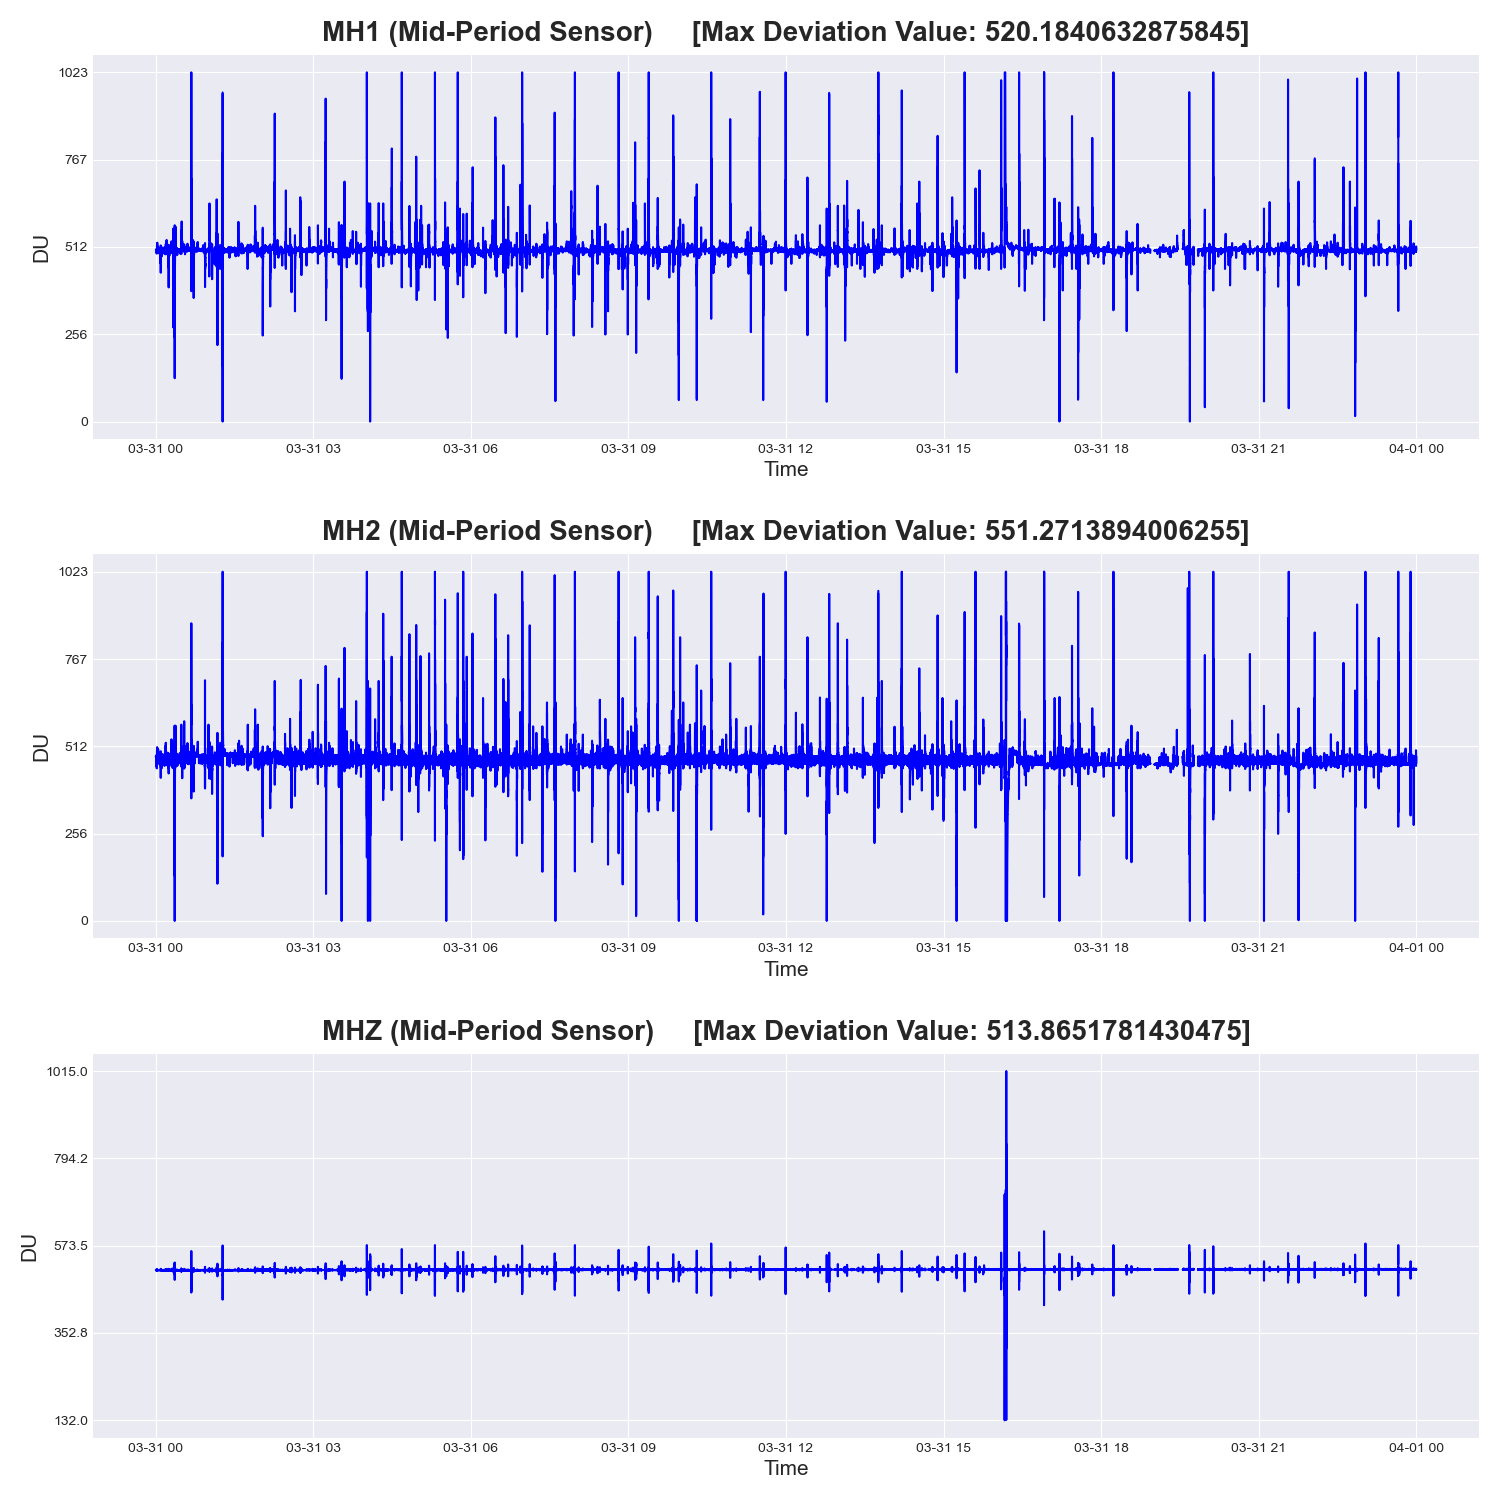 MH1 (Mid-Period Sensor) [Max Deviation Value: 520.1840632875845]
1023
767
512
256
0
DU
03-31 00 03-31 03 03-31 06 03-31 09 03-31 12 03-31 15 03-31 18 03-31 21 04-01 00
Time
MH2 (Mid-Period Sensor) [Max Deviation Value: 551.2713894006255]
1023
767
512
256
0
DU
03-31 00 03-31 03 03-31 06 03-31 09 03-31 12 03-31 15 03-31 18 03-31 21 04-01 00
Time
MHZ (Mid-Period Sensor) [Max Deviation Value: 513.8651781430475]
1015.0
794.2
573.5
352.8
132.0
DU
03-31 00 03-31 03 03-31 06 03-31 09 03-31 12 03-31 15 03-31 18 03-31 21 04-01 00
Time